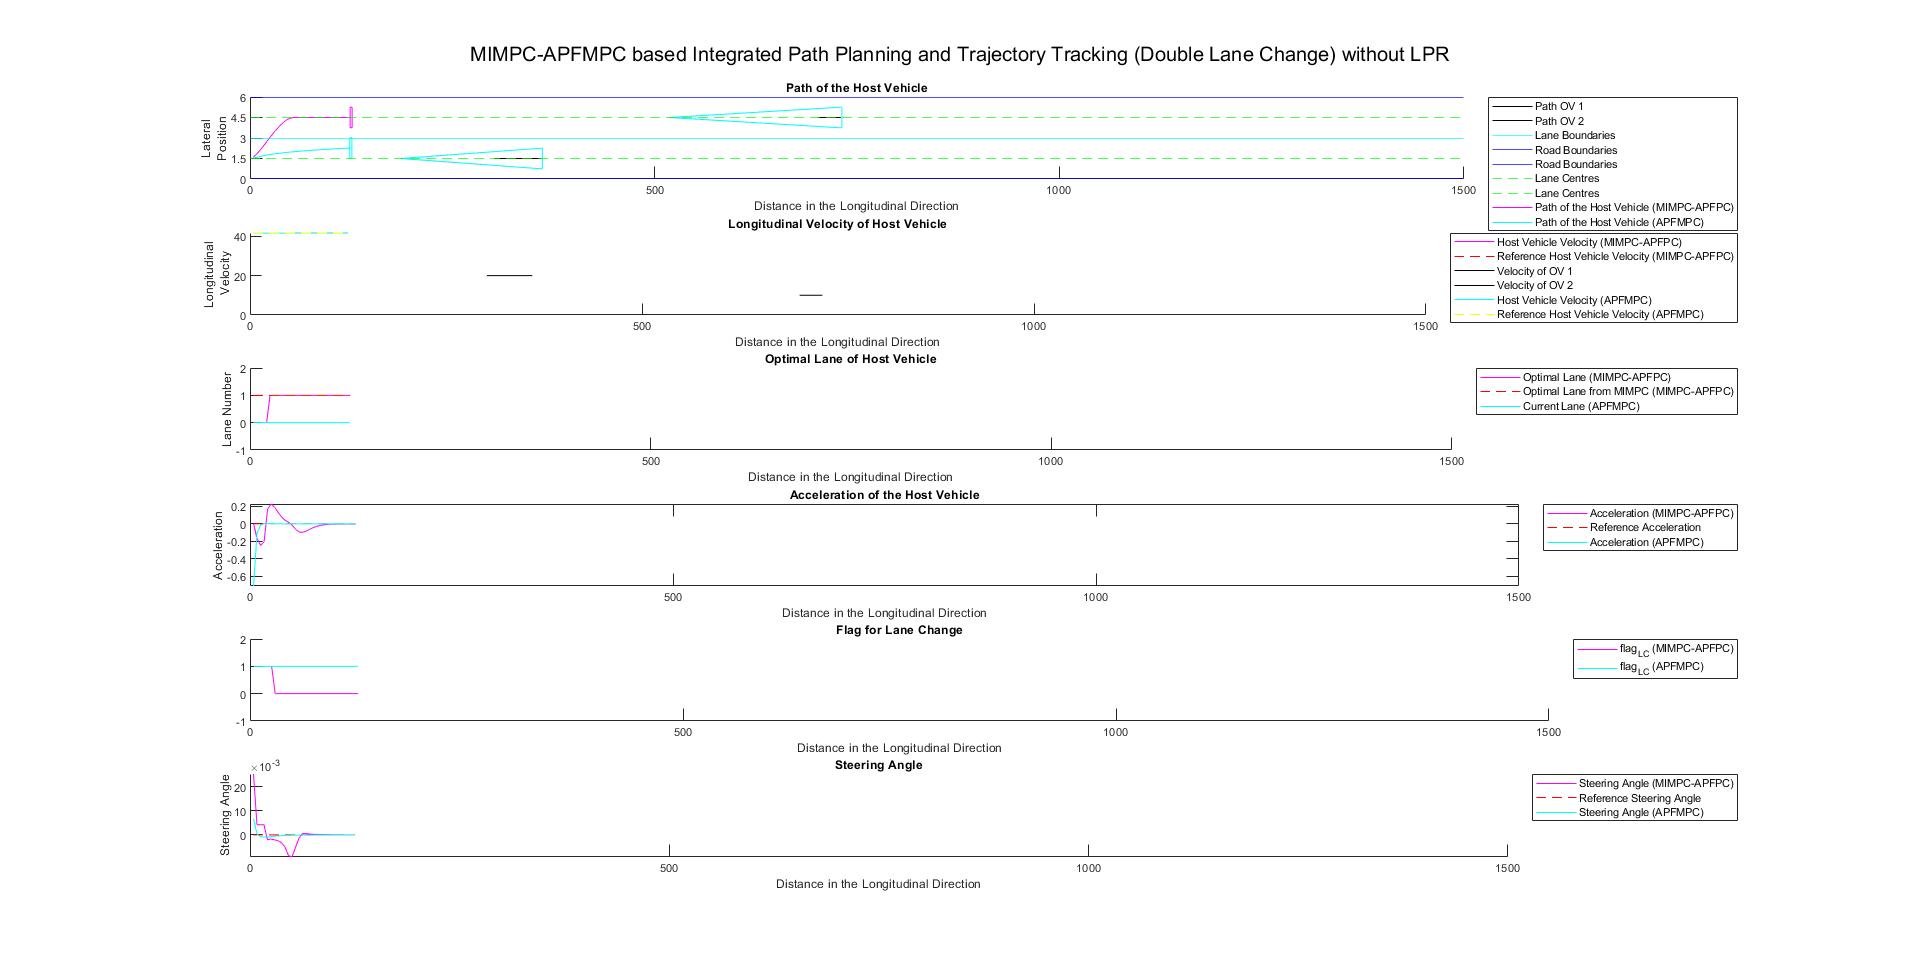 MIMPC-APFMPC based Integrated Path Planning and Trajectory Tracking (Double Lane Change) without LPR
Path of the Host Vehicle
Lateral
Position
6
4.5
3
1.5
0
0
500
1000
1500
Distance in the Longitudinal Direction
Path OV 1
Path OV 2
Lane Boundaries
Road Boundaries
Road Boundaries
Lane Centres
Lane Centres
Path of the Host Vehicle (MIMPC-APFPC)
Path of the Host Vehicle (APFMPC)
Longitudinal Velocity of Host Vehicle
Longitudinal
Velocity
40
20
0
0
500
1000
1500
Distance in the Longitudinal Direction
Host Vehicle Velocity (MIMPC-APFPC)
Reference Host Vehicle Velocity (MIMPC-APFPC)
Velocity of OV 1
Velocity of OV 2
Host Vehicle Velocity (APFMPC)
Reference Host Vehicle Velocity (APFMPC)
Optimal Lane of Host Vehicle
Lane Number
2
1
0
-1
0
500
1000
1500
Distance in the Longitudinal Direction
Optimal Lane (MIMPC-APFPC)
Optimal Lane from MIMPC (MIMPC-APFPC)
Current Lane (APFMPC)
Acceleration of the Host Vehicle
Acceleration
0.2
0
-0.2
-0.4
-0.6
0
500
1000
1500
Distance in the Longitudinal Direction
Acceleration (MIMPC-APFPC)
Reference Acceleration
Acceleration (APFMPC)
Flag for Lane Change
2
1
0
-1
0
500
1000
1500
Distance in the Longitudinal Direction
flag_LC (MIMPC-APFPC)
flag_LC (APFMPC)
Steering Angle
Steering Angle
×10^-3
20
10
0
0
500
1000
1500
Distance in the Longitudinal Direction
Steering Angle (MIMPC-APFPC)
Reference Steering Angle
Steering Angle (APFMPC)